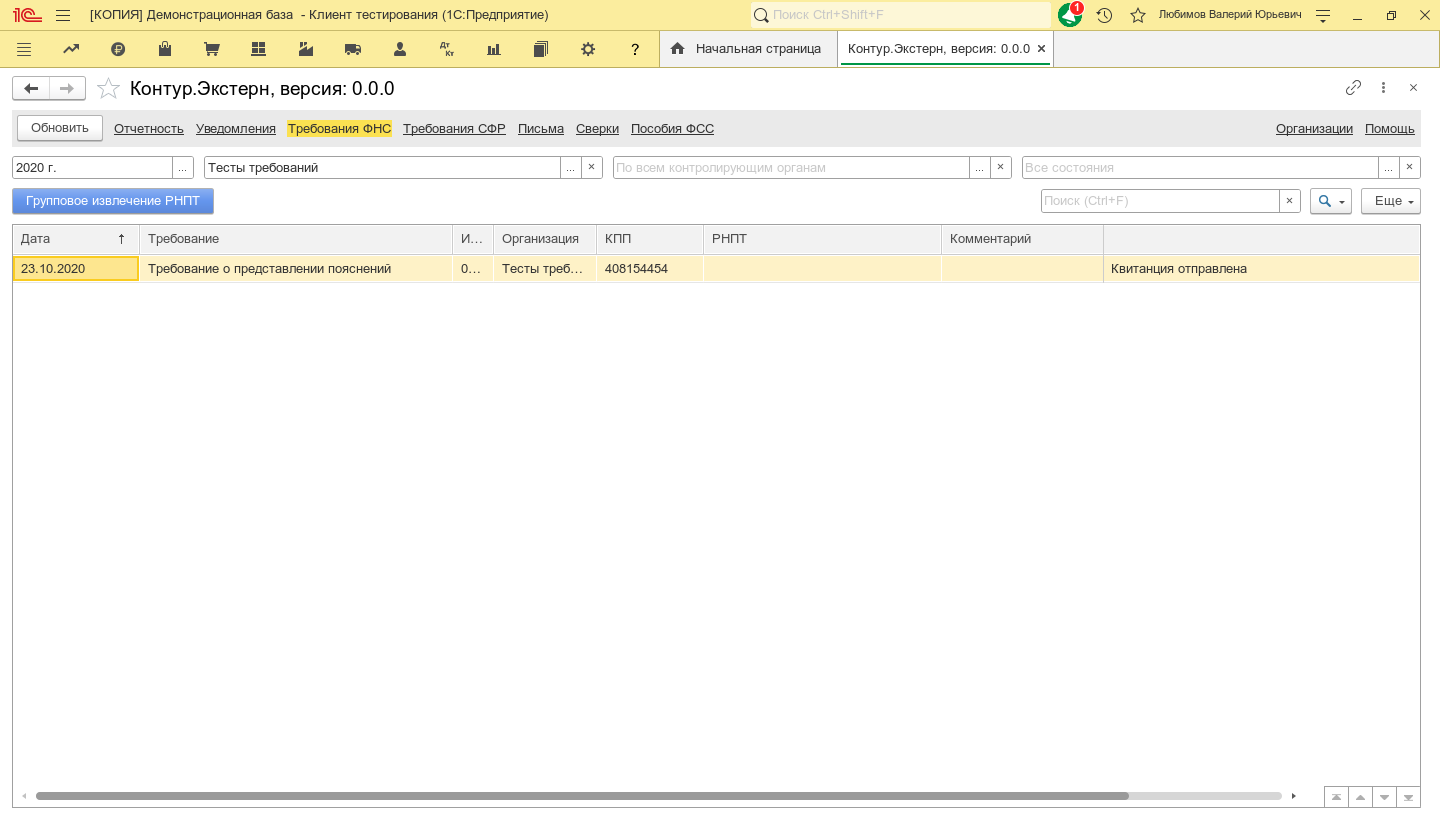 1С [КОПИЯ] Демонстрационная база - Клиент тестирования (1С:Предприятие) Поиск Ctrl+Shift+F 1 Любимов Валерий Юрьевич
₽ Дт Кт ? Начальная страница Контур.Экстерн, версия: 0.0.0 ×
Контур.Экстерн, версия: 0.0.0
Обновить Отчетность Уведомления Требования ФНС Требования СФР Письма Сверки Пособия ФСС Организации Помощь
2020 г. ... Тесты требований ... × По всем контролирующим органам ... × Все состояния ... ×
Групповое извлечение РНПТ Поиск (Ctrl+F) × Еще
Дата ↑ Требование И... Организация КПП РНПТ Комментарий
23.10.2020 Требование о представлении пояснений 0... Тесты треб... 408154454 Квитанция отправлена